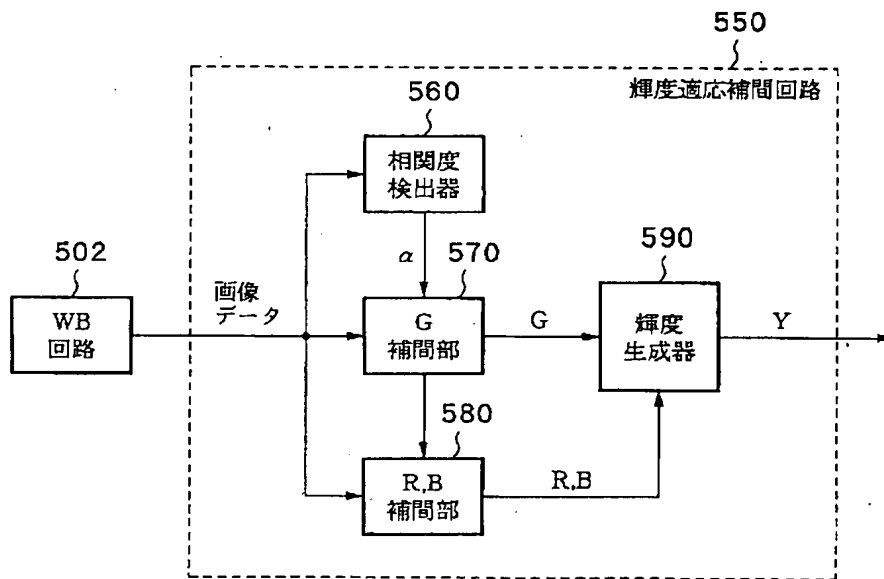 550
輝度適応補間回路
560
相関度
検出器
502
WB
回路
画像
データ
α
570
G
補間部
G
590
輝度
生成器
Y
580
R,B
補間部
R,B